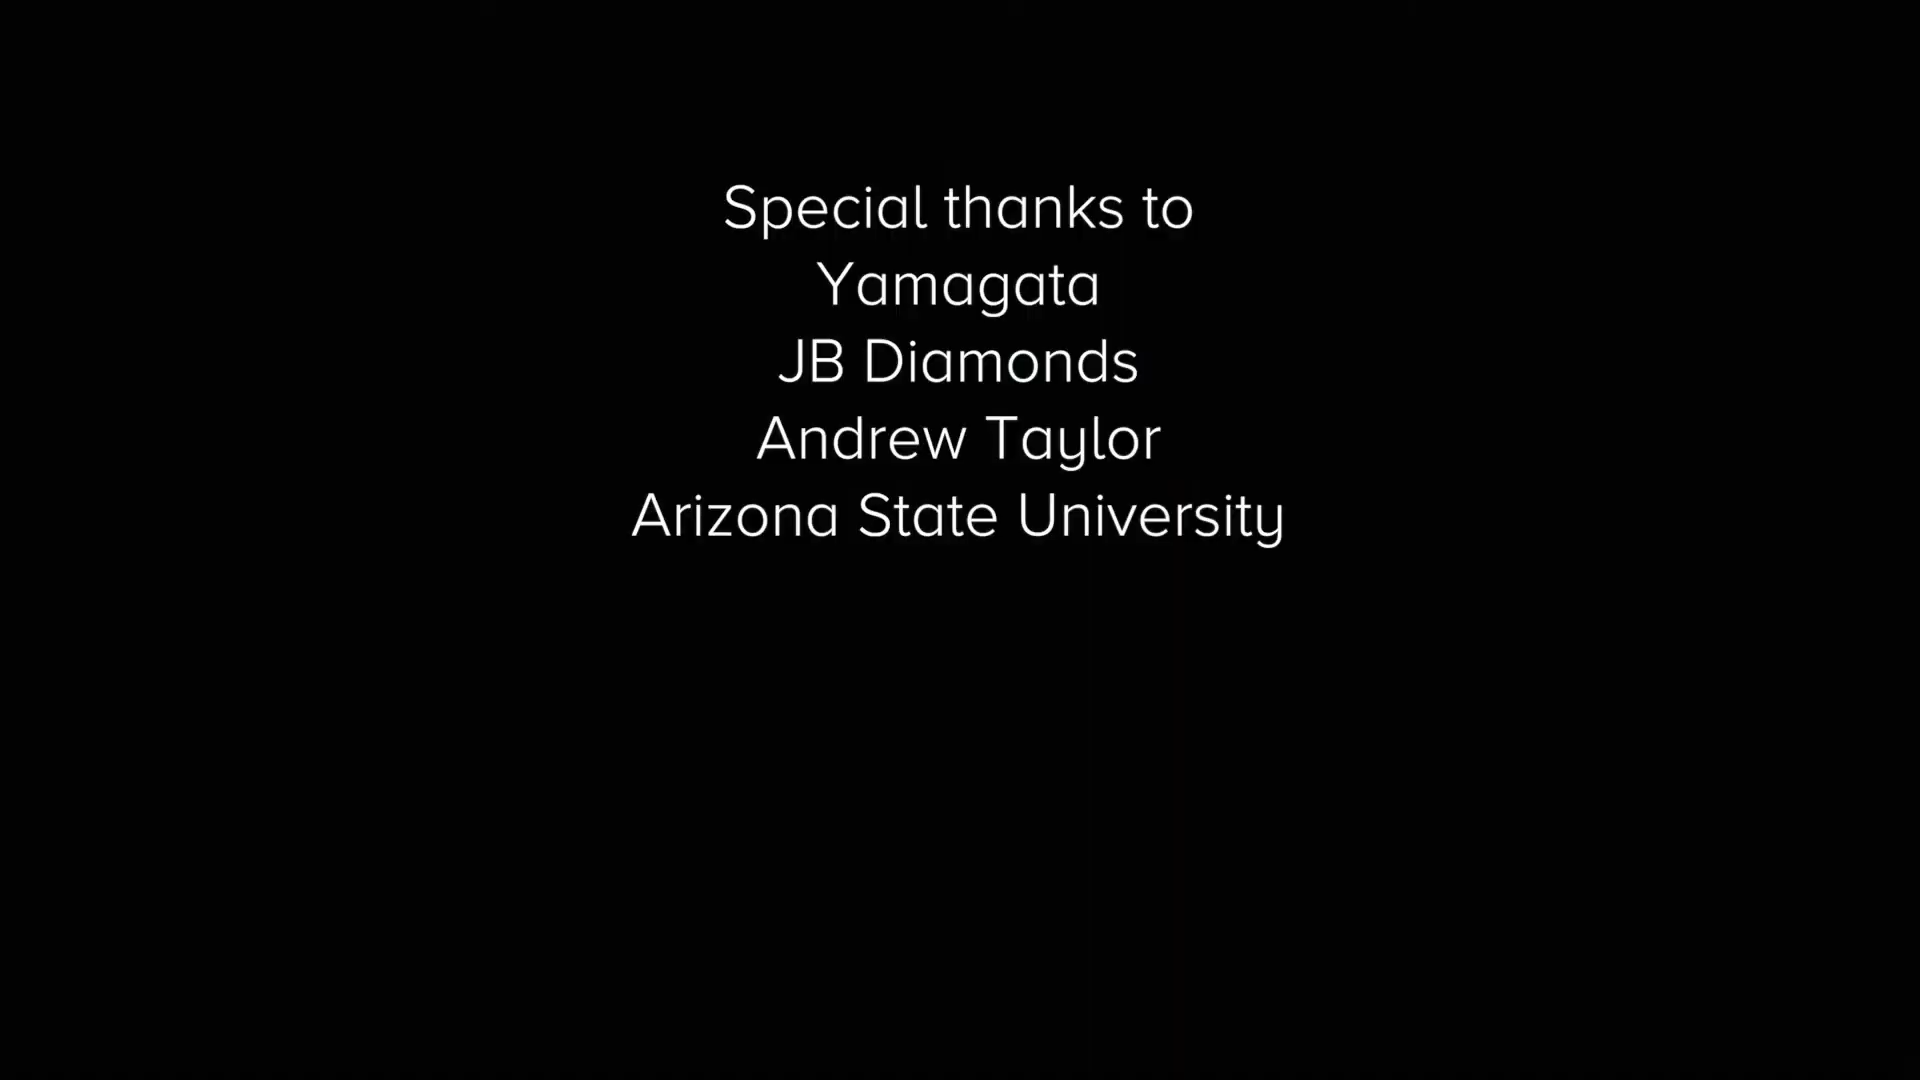 Special thanks to
Yamagata
JB Diamonds
Andrew Taylor
Arizona State University